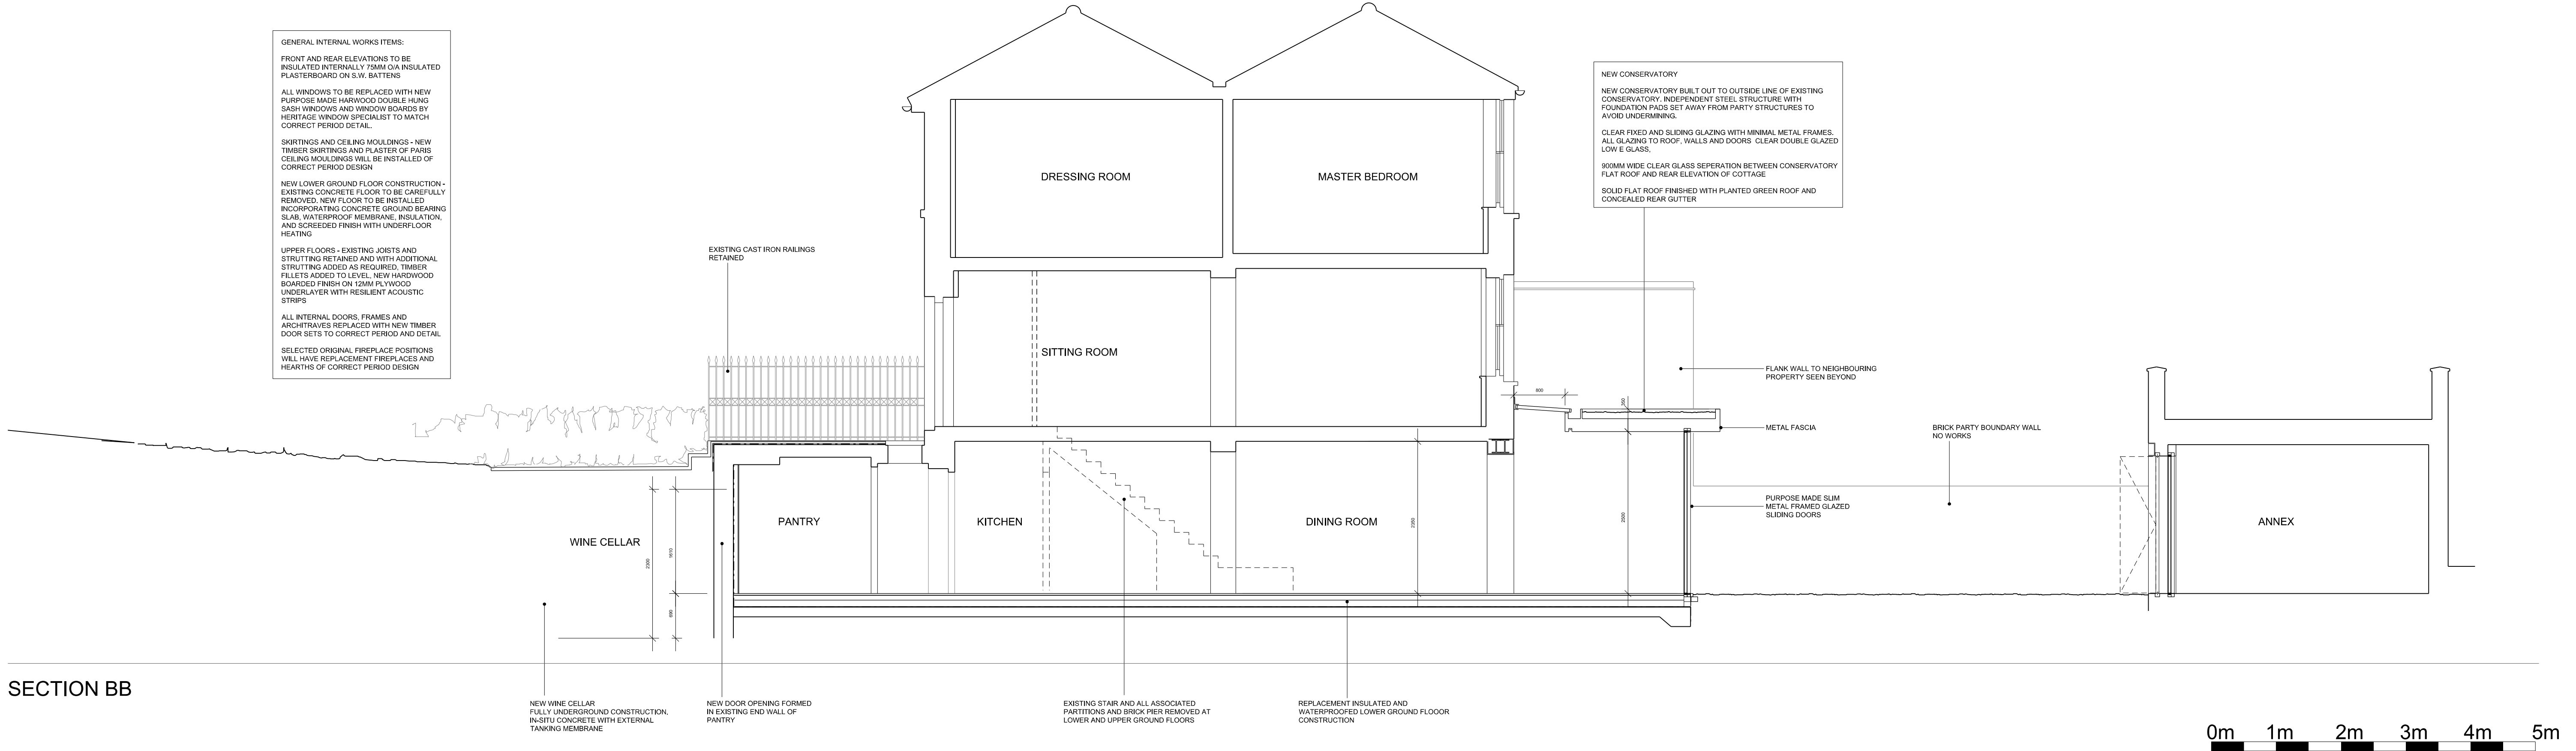 GENERAL INTERNAL WORKS ITEMS:
FRONT AND REAR ELEVATIONS TO BE
INSULATED INTERNALLY 75MM O/A INSULATED
PLASTERBOARD ON S.W. BATTENS
ALL WINDOWS TO BE REPLACED WITH NEW
PURPOSE MADE HARWOOD DOUBLE HUNG
SASH WINDOWS AND WINDOW BOARDS BY
HERITAGE WINDOW SPECIALIST TO MATCH
CORRECT PERIOD DETAIL.
SKIRTINGS AND CEILING MOULDINGS - NEW
TIMBER SKIRTINGS AND PLASTER OF PARIS
CEILING MOULDINGS WILL BE INSTALLED OF
CORRECT PERIOD DESIGN
NEW LOWER GROUND FLOOR CONSTRUCTION -
EXISTING CONCRETE FLOOR TO BE CAREFULLY
REMOVED. NEW FLOOR TO BE INSTALLED
INCORPORATING CONCRETE GROUND BEARING
SLAB, WATERPROOF MEMBRANE, INSULATION,
AND SCREEDED FINISH WITH UNDERFLOOR
HEATING
UPPER FLOORS - EXISTING JOISTS AND
STRUTTING RETAINED AND WITH ADDITIONAL
STRUTTING ADDED AS REQUIRED, TIMBER
FILLETS ADDED TO LEVEL, NEW HARDWOOD
BOARDED FINISH ON 12MM PLYWOOD
UNDERLAYER WITH RESILIENT ACOUSTIC
STRIPS
ALL INTERNAL DOORS, FRAMES AND
ARCHITRAVES REPLACED WITH NEW TIMBER
DOOR SETS TO CORRECT PERIOD AND DETAIL
SELECTED ORIGINAL FIREPLACE POSITIONS
WILL HAVE REPLACEMENT FIREPLACES AND
HEARTHS OF CORRECT PERIOD DESIGN
NEW CONSERVATORY
NEW CONSERVATORY BUILT OUT TO OUTSIDE LINE OF EXISTING
CONSERVATORY. INDEPENDENT STEEL STRUCTURE WITH
FOUNDATION PADS SET AWAY FROM PARTY STRUCTURES TO
AVOID UNDERMINING.
CLEAR FIXED AND SLIDING GLAZING WITH MINIMAL METAL FRAMES.
ALL GLAZING TO ROOF, WALLS AND DOORS CLEAR DOUBLE GLAZED
LOW E GLASS,
900MM WIDE CLEAR GLASS SEPERATION BETWEEN CONSERVATORY
FLAT ROOF AND REAR ELEVATION OF COTTAGE
SOLID FLAT ROOF FINISHED WITH PLANTED GREEN ROOF AND
CONCEALED REAR GUTTER
DRESSING ROOM
MASTER BEDROOM
EXISTING CAST IRON RAILINGS
RETAINED
SITTING ROOM
FLANK WALL TO NEIGHBOURING
PROPERTY SEEN BEYOND
800
METAL FASCIA
BRICK PARTY BOUNDARY WALL
NO WORKS
PURPOSE MADE SLIM
METAL FRAMED GLAZED
SLIDING DOORS
WINE CELLAR
PANTRY
KITCHEN
DINING ROOM
ANNEX
2300
1610
SECTION BB
NEW WINE CELLAR
FULLY UNDERGROUND CONSTRUCTION.
IN-SITU CONCRETE WITH EXTERNAL
TANKING MEMBRANE
NEW DOOR OPENING FORMED
IN EXISTING END WALL OF
PANTRY
EXISTING STAIR AND ALL ASSOCIATED
PARTITIONS AND BRICK PIER REMOVED AT
LOWER AND UPPER GROUND FLOORS
REPLACEMENT INSULATED AND
WATERPROOFED LOWER GROUND FLOOOR
CONSTRUCTION
0m 1m 2m 3m 4m 5m